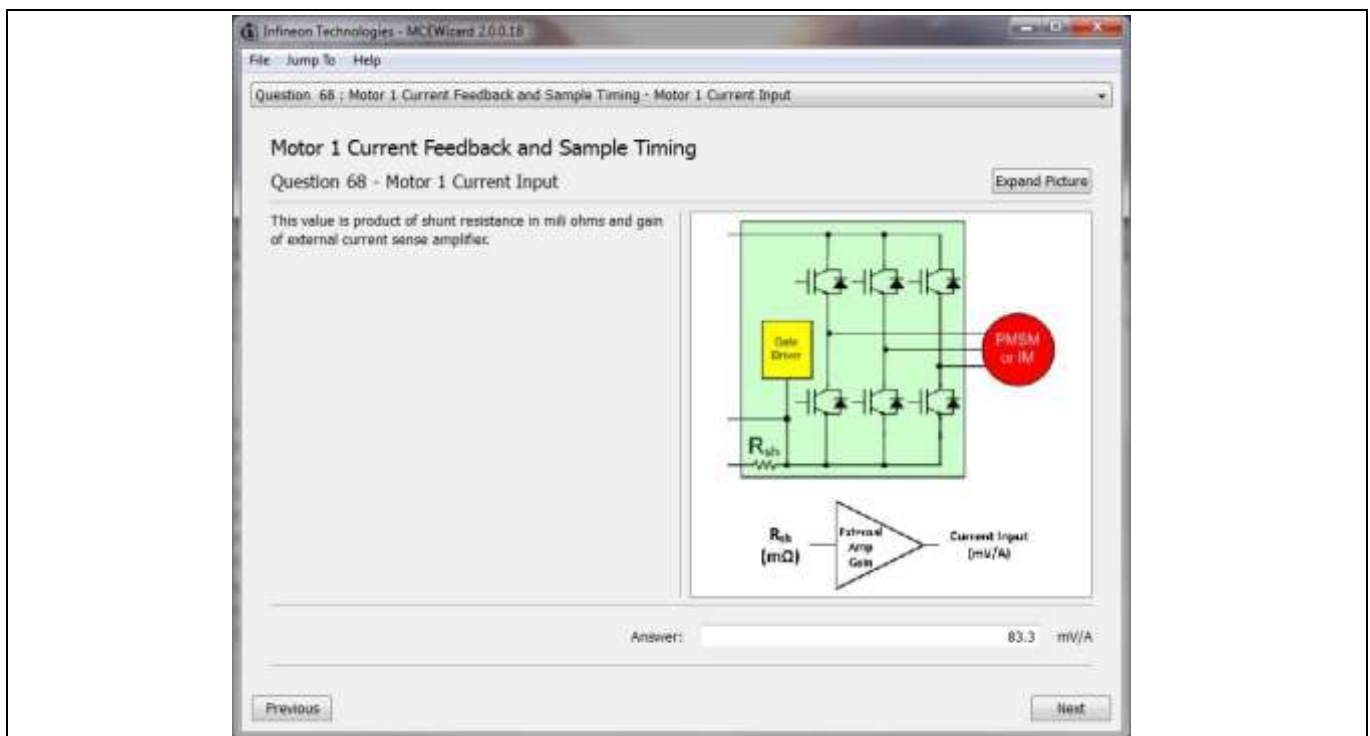 Infineon Technologies - MCEWizard 2.0.0.18
File Jump To Help
Question 68 : Motor 1 Current Feedback and Sample Timing - Motor 1 Current Input
Motor 1 Current Feedback and Sample Timing
Question 68 - Motor 1 Current Input
Expand Picture
This value is product of shunt resistance in mili ohms and gain
of external current sense amplifier.
Gate
Driver
PMSM
or IM
Rsh
Rsh
(mΩ)
External
Amp
Gain
Current Input
(mV/A)
Answer:
83.3 mV/A
Previous
Next